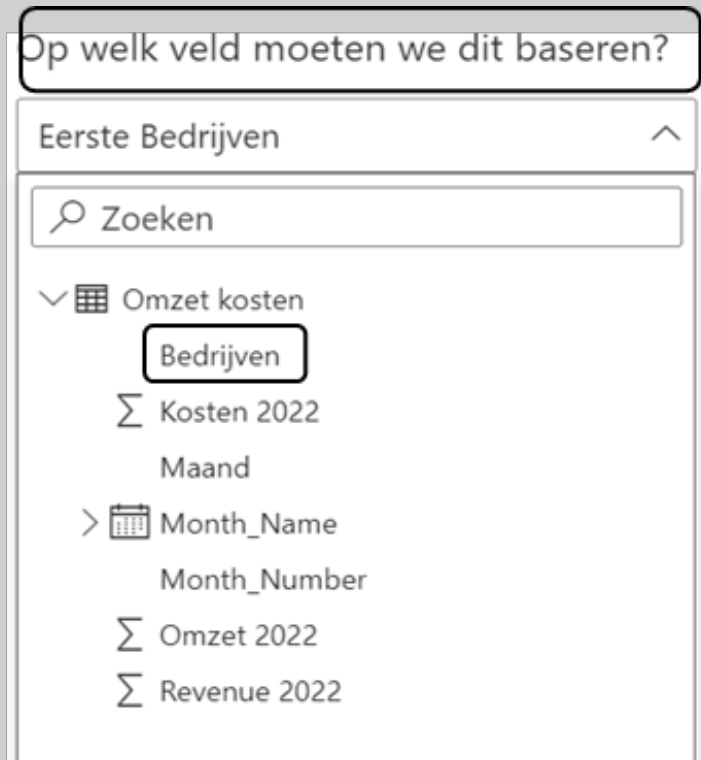 Op welk veld moeten we dit baseren?
Eerste Bedrijven
Zoeken
Omzet kosten
Bedrijven
Σ Kosten 2022
Maand
Month_Name
Month_Number
Σ Omzet 2022
Σ Revenue 2022